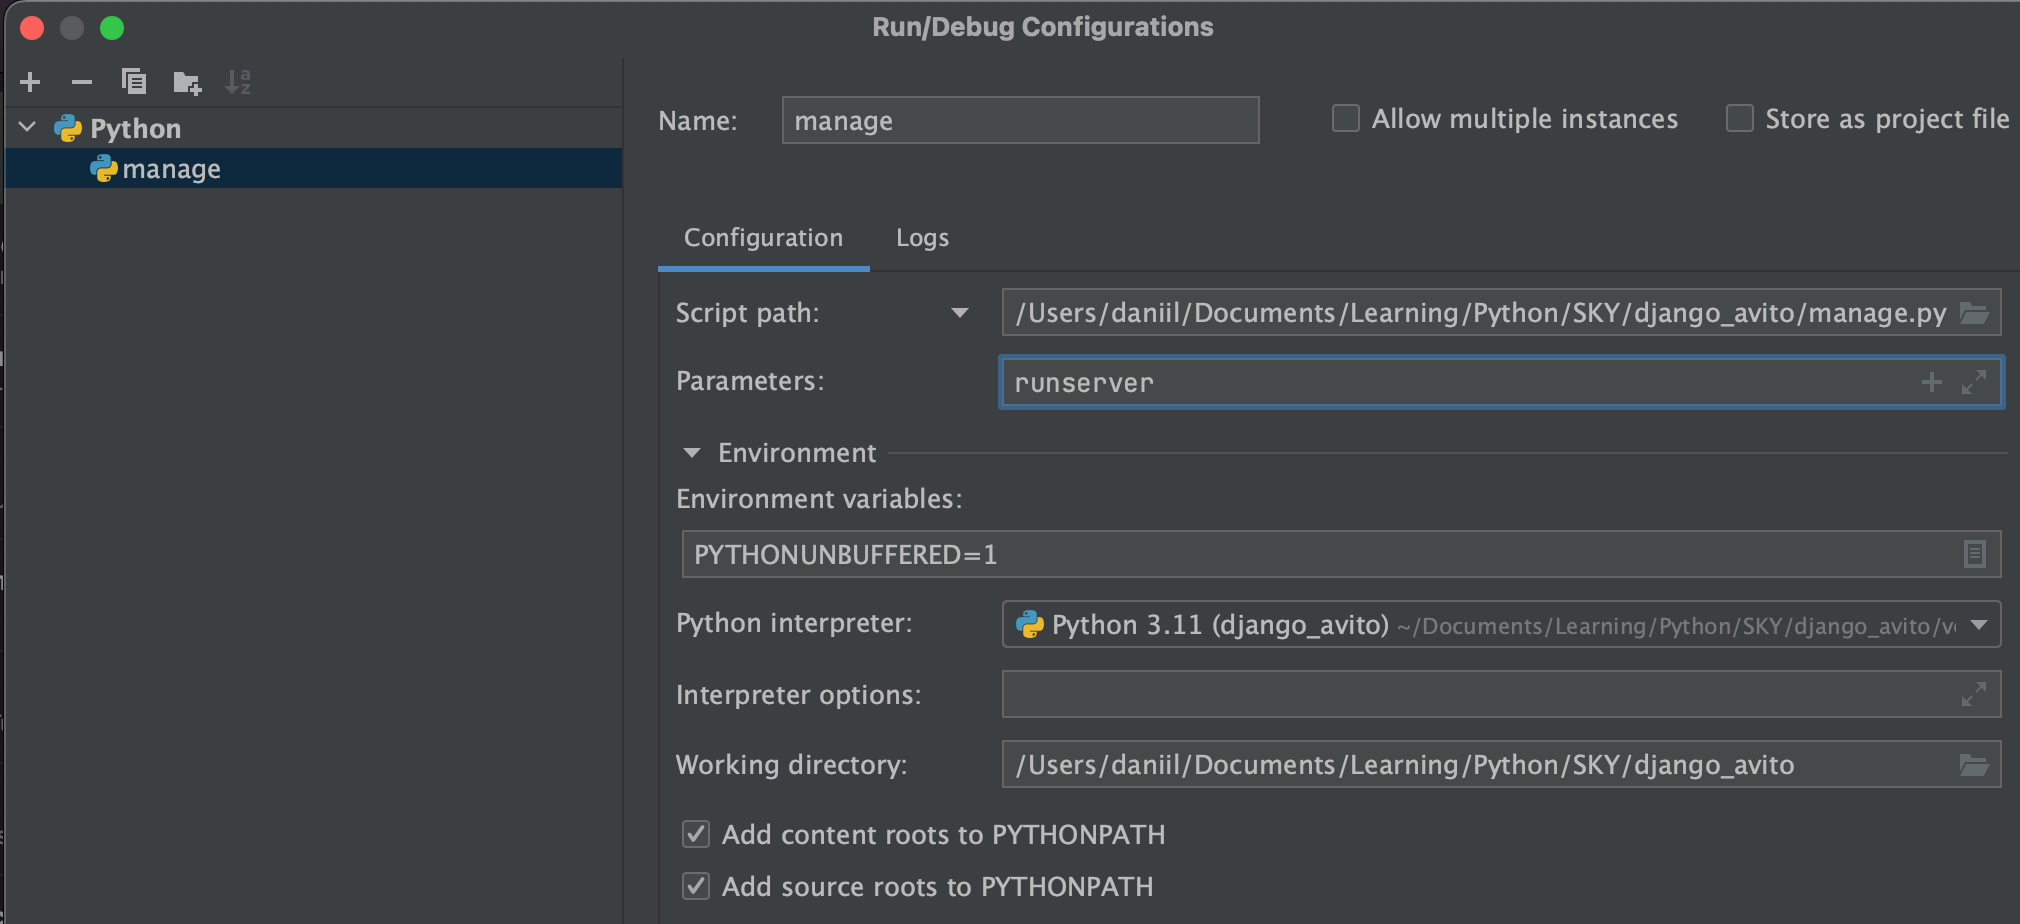 Run/Debug Configurations
Python
manage
Name: manage
Allow multiple instances
Store as project file
Configuration Logs
Script path: /Users/daniil/Documents/Learning/Python/SKY/django_avito/manage.py
Parameters: runserver
Environment
Environment variables:
PYTHONUNBUFFERED=1
Python interpreter: Python 3.11 (django_avito) ~/Documents/Learning/Python/SKY/django_avito/
Interpreter options:
Working directory: /Users/daniil/Documents/Learning/Python/SKY/django_avito
Add content roots to PYTHONPATH
Add source roots to PYTHONPATH